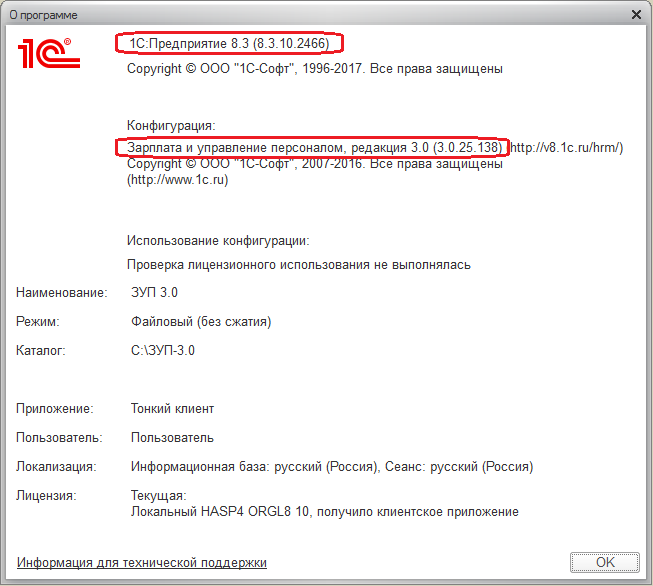 О программе
1С®
1С:Предприятие 8.3 (8.3.10.2466)
Copyright © ООО "1С-Софт", 1996-2017. Все права защищены
Конфигурация:
Зарплата и управление персоналом, редакция 3.0 (3.0.25.138) (http://v8.1c.ru/hrm/)
Copyright © ООО "1С-Софт", 2007-2016. Все права защищены
(http://www.1c.ru)
Использование конфигурации:
Проверка лицензионного использования не выполнялась
Наименование: ЗУП 3.0
Режим: Файловый (без сжатия)
Каталог: C:\ЗУП-3.0
Приложение: Тонкий клиент
Пользователь: Пользователь
Локализация: Информационная база: русский (Россия), Сеанс: русский (Россия)
Лицензия: Текущая:
Локальный HASP4 ORGL8 10, получило клиентское приложение
Информация для технической поддержки OK